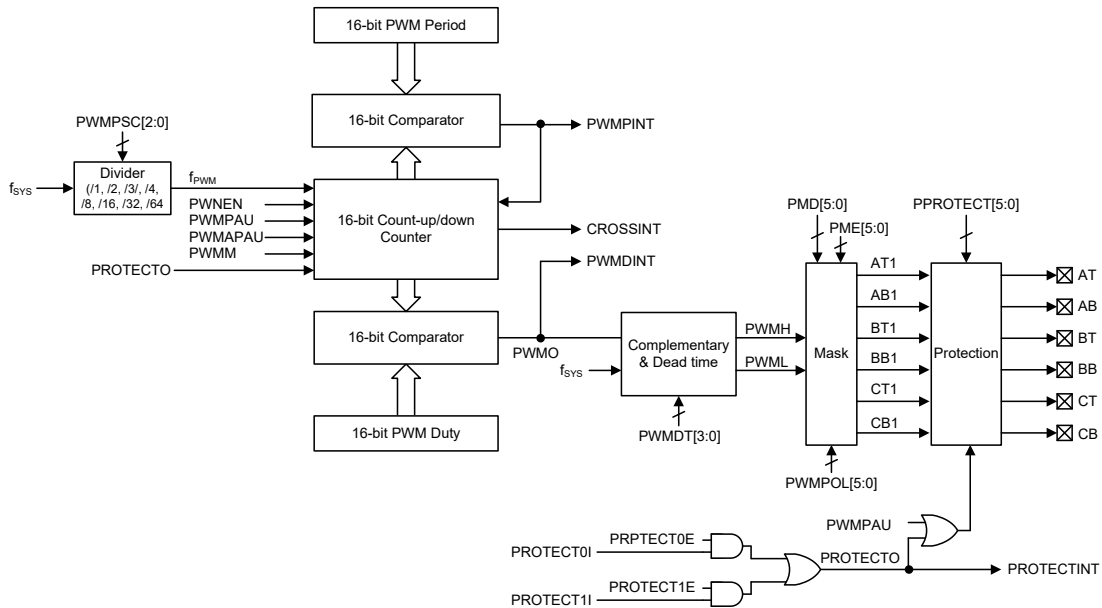 16-bit PWM Period
16-bit Comparator
PWMPINT
PWMPSC[2:0]
fSYS
Divider
(/1, /2, /3/, /4,
/8, /16, /32, /64
fPWM
PWNEN
PWMPAU
PWMAPAU
PWMM
PROTECTO
16-bit Count-up/down
Counter
CROSSINT
PWMDINT
16-bit Comparator
PWMO
16-bit PWM Duty
fSYS
Complementary
& Dead time
PWMDT[3:0]
PWMH
PWML
PMD[5:0]
PME[5:0]
Mask
PWMPOL[5:0]
AT1
AB1
BT1
BB1
CT1
CB1
PPROTECT[5:0]
Protection
AT
AB
BT
BB
CT
CB
PWMPAU
PRPTECT0E
PROTECT0I
PROTECT1E
PROTECT1I
PROTECTO
PROTECTINT